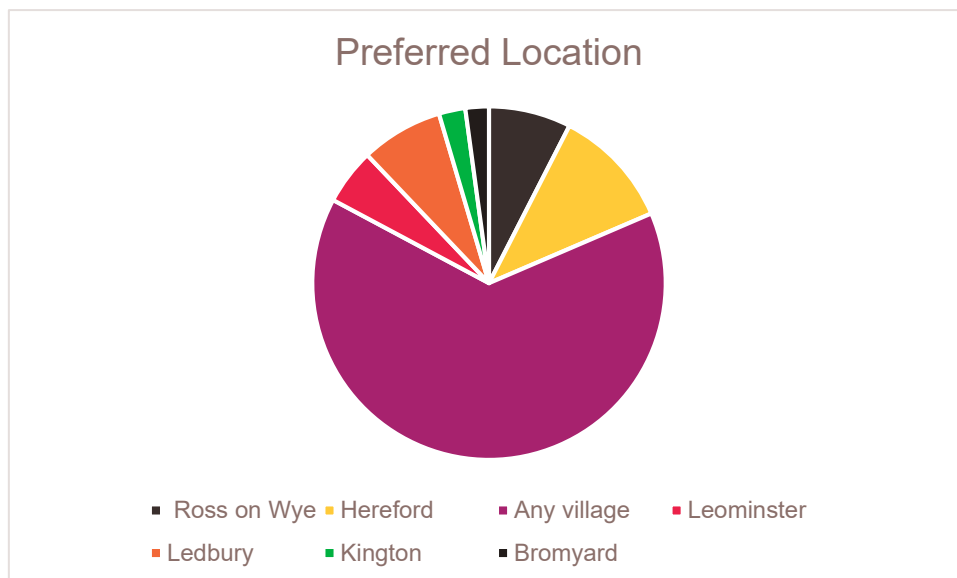 Preferred Location
Ross on Wye Hereford Any village Leominster
Ledbury Kington Bromyard